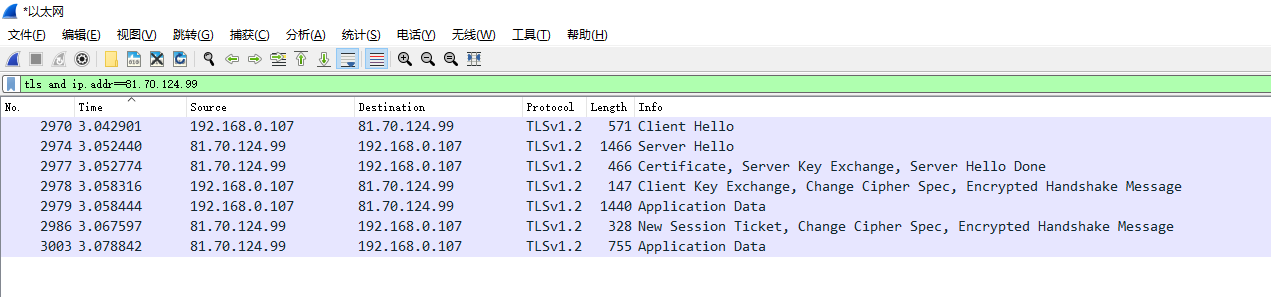 *以太网
文件(F) 编辑(E) 视图(V) 跳转(G) 捕获(C) 分析(A) 统计(S) 电话(Y) 无线(W) 工具(T) 帮助(H)
tls and ip.addr==81.70.124.99
No. Time Source Destination Protocol Length Info
2970 3.042901 192.168.0.107 81.70.124.99 TLSv1.2 571 Client Hello
2974 3.052440 81.70.124.99 192.168.0.107 TLSv1.2 1466 Server Hello
2977 3.052774 81.70.124.99 192.168.0.107 TLSv1.2 466 Certificate, Server Key Exchange, Server Hello Done
2978 3.058316 192.168.0.107 81.70.124.99 TLSv1.2 147 Client Key Exchange, Change Cipher Spec, Encrypted Handshake Message
2979 3.058444 192.168.0.107 81.70.124.99 TLSv1.2 1440 Application Data
2986 3.067597 81.70.124.99 192.168.0.107 TLSv1.2 328 New Session Ticket, Change Cipher Spec, Encrypted Handshake Message
3003 3.078842 81.70.124.99 192.168.0.107 TLSv1.2 755 Application Data